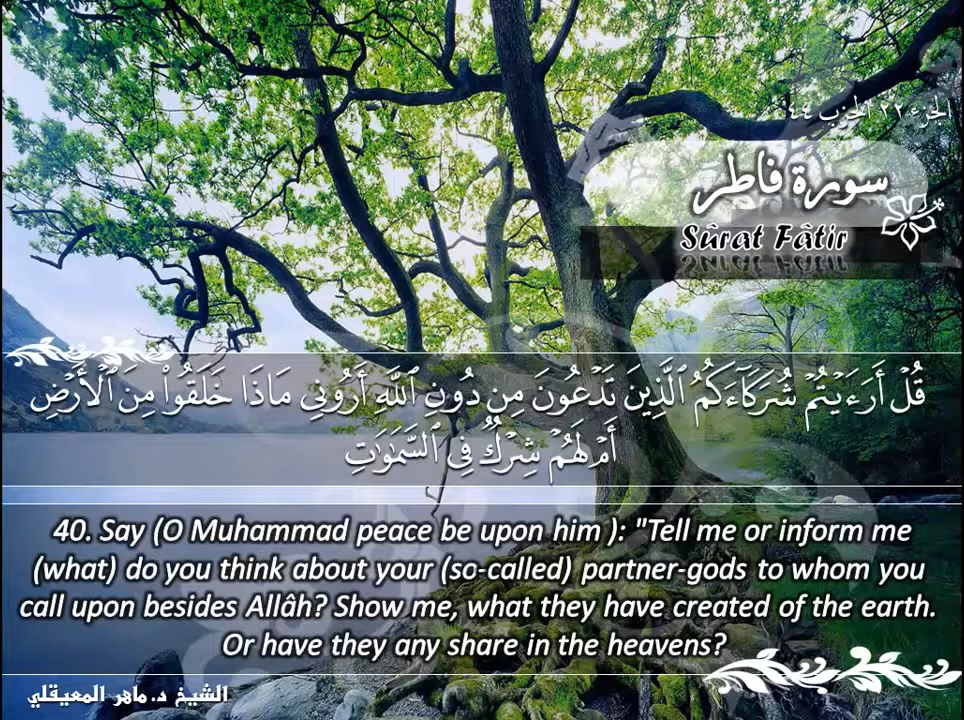 الجزء ٢٢ الحزب ٤٤
سورة فاطر
Sûrat Fâtir
قُلْ أَرَءَيْتُمْ شُرَكَآءَكُمُ ٱلَّذِينَ تَدْعُونَ مِن دُونِ ٱللَّهِ أَرُونِى مَاذَا خَلَقُوا۟ مِنَ ٱلْأَرْضِ
أَمْ لَهُمْ شِرْكٌ فِى ٱلسَّمَٰوَٰتِ
40. Say (O Muhammad peace be upon him ): "Tell me or inform me
(what) do you think about your (so-called) partner-gods to whom you
call upon besides Allâh? Show me, what they have created of the earth.
Or have they any share in the heavens?
الشيخ د. ماهر المعيقلي